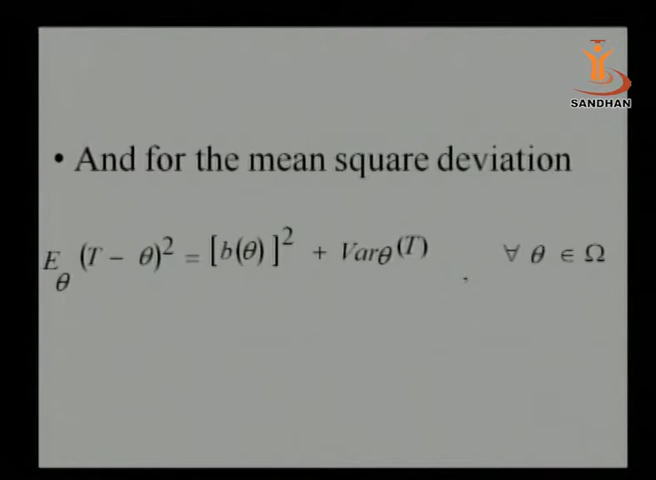 SANDHAN
• And for the mean square deviation
E_θ (T − θ)² = [b(θ)]² + Var_θ(T) , ∀ θ ∈ Ω